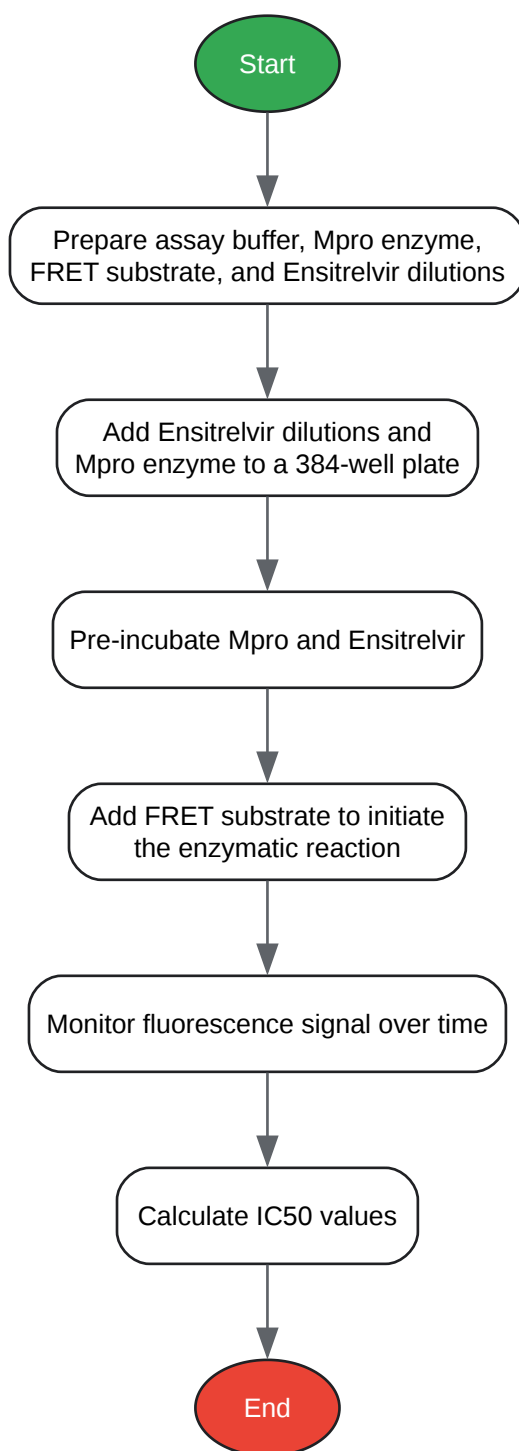 Start
Prepare assay buffer, Mpro enzyme,
FRET substrate, and Ensitrelvir dilutions
Add Ensitrelvir dilutions and
Mpro enzyme to a 384-well plate
Pre-incubate Mpro and Ensitrelvir
Add FRET substrate to initiate
the enzymatic reaction
Monitor fluorescence signal over time
Calculate IC50 values
End